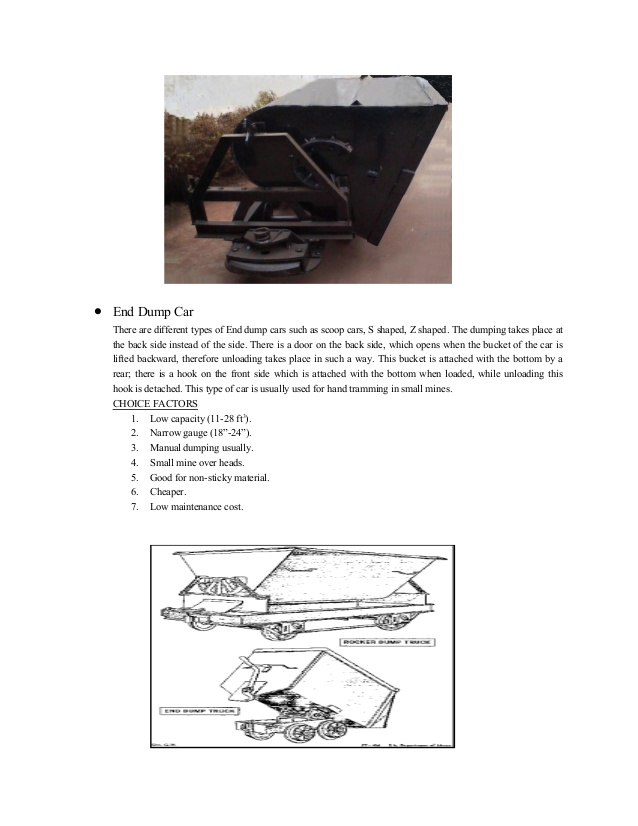 ● End Dump Car
There are different types of End dump cars such as scoop cars, S shaped, Z shaped. The dumping takes place at
the back side instead of the side. There is a door on the back side, which opens when the bucket of the car is
lifted backward, therefore unloading takes place in such a way. This bucket is attached with the bottom by a
rear; there is a hook on the front side which is attached with the bottom when loaded, while unloading this
hook is detached. This type of car is usually used for hand tramming in small mines.
CHOICE FACTORS
1. Low capacity (11-28 ft³).
2. Narrow gauge (18”-24”).
3. Manual dumping usually.
4. Small mine over heads.
5. Good for non-sticky material.
6. Cheaper.
7. Low maintenance cost.
ROCKER DUMP TRUCK
END DUMP TRUCK
Department of Mines